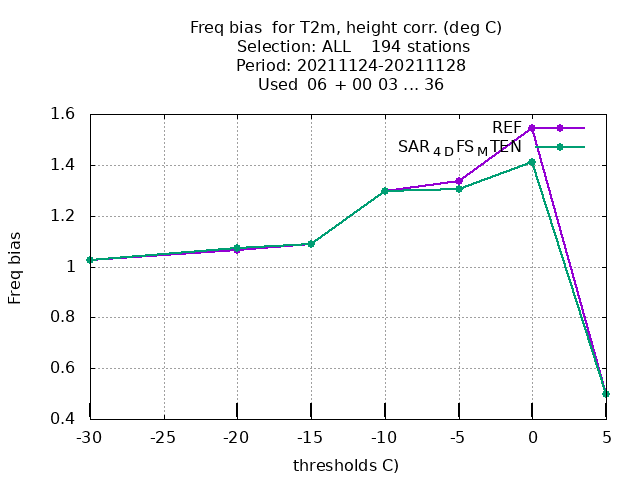 Freq bias  for T2m, height corr. (deg C)
Selection: ALL    194 stations
Period: 20211124-20211128
Used  06 + 00 03 ... 36
REF
SAR4DFSMTEN
1.6
1.4
1.2
1
0.8
0.6
0.4
Freq bias
-30 -25 -20 -15 -10 -5 0 5
thresholds C)